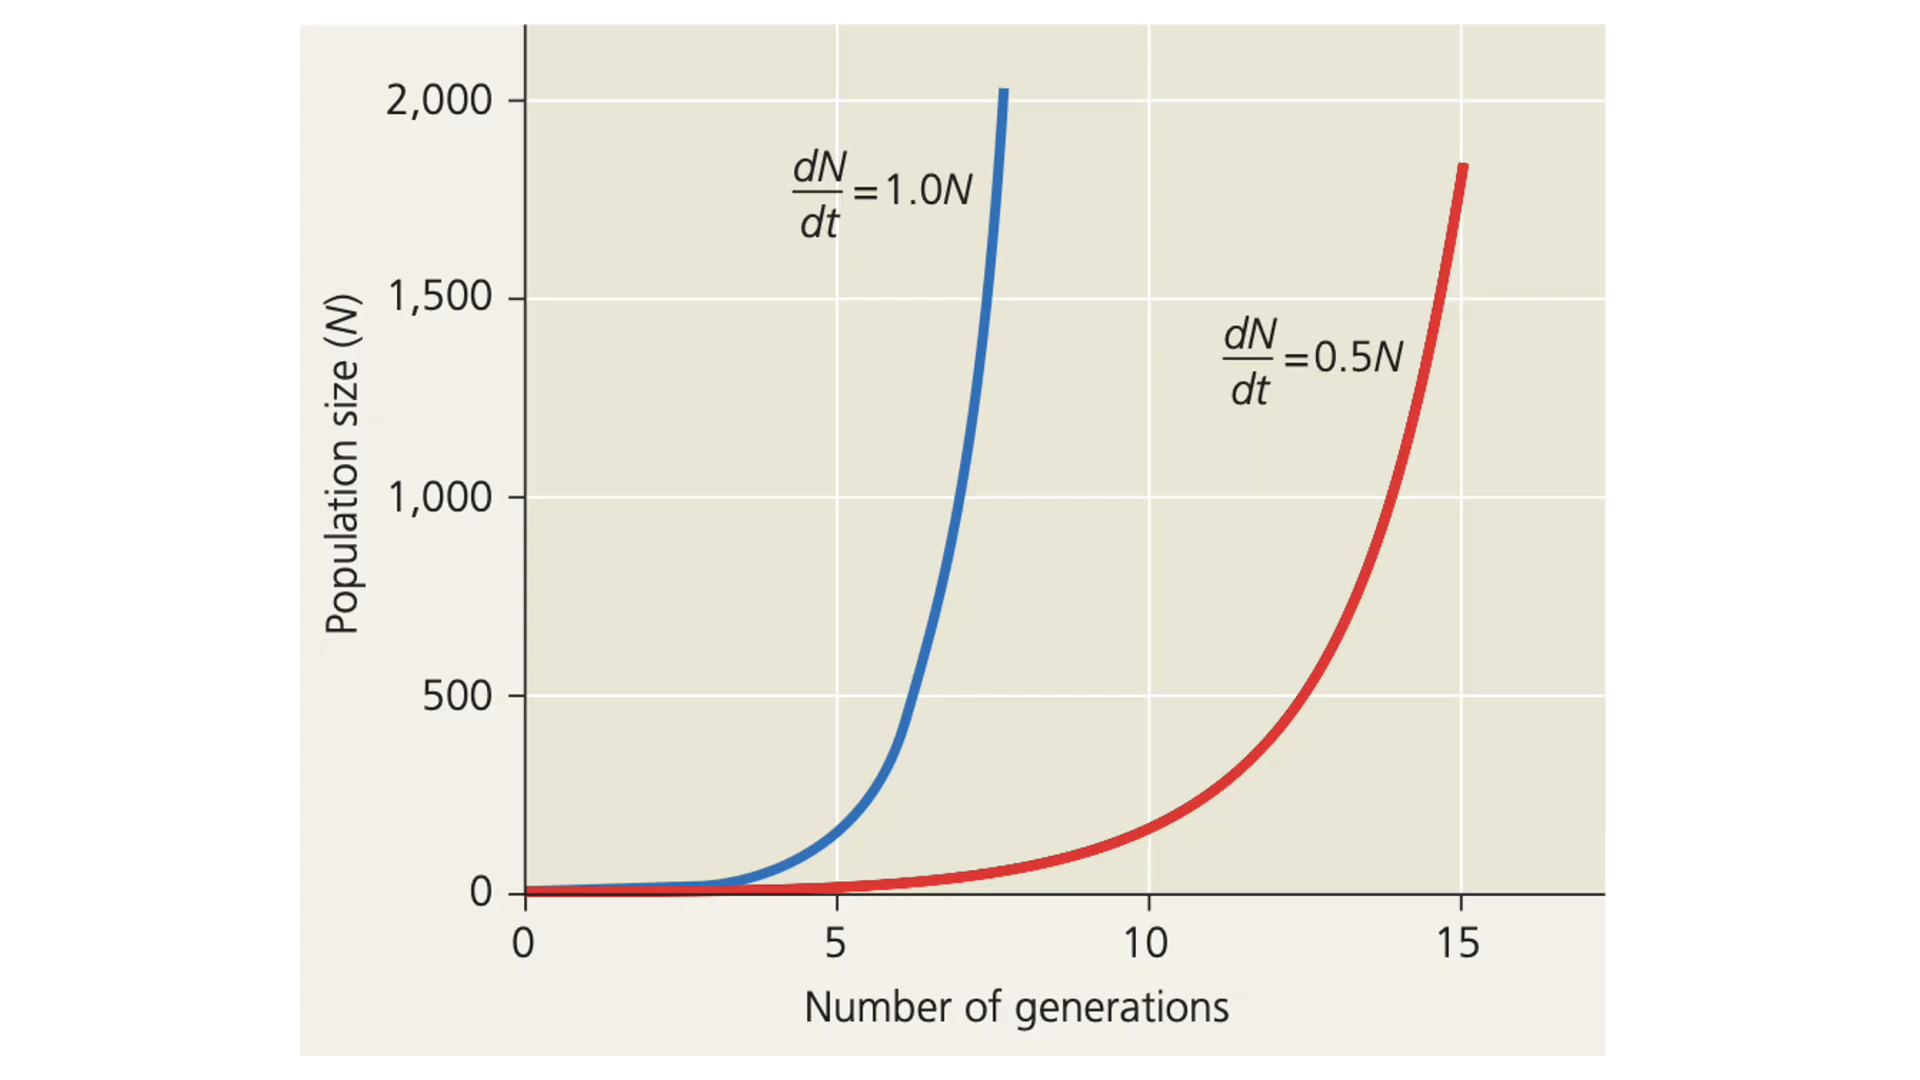 2,000
1,500
1,000
500
0
Population size (N)
dN/dt = 1.0N
dN/dt = 0.5N
0 5 10 15
Number of generations